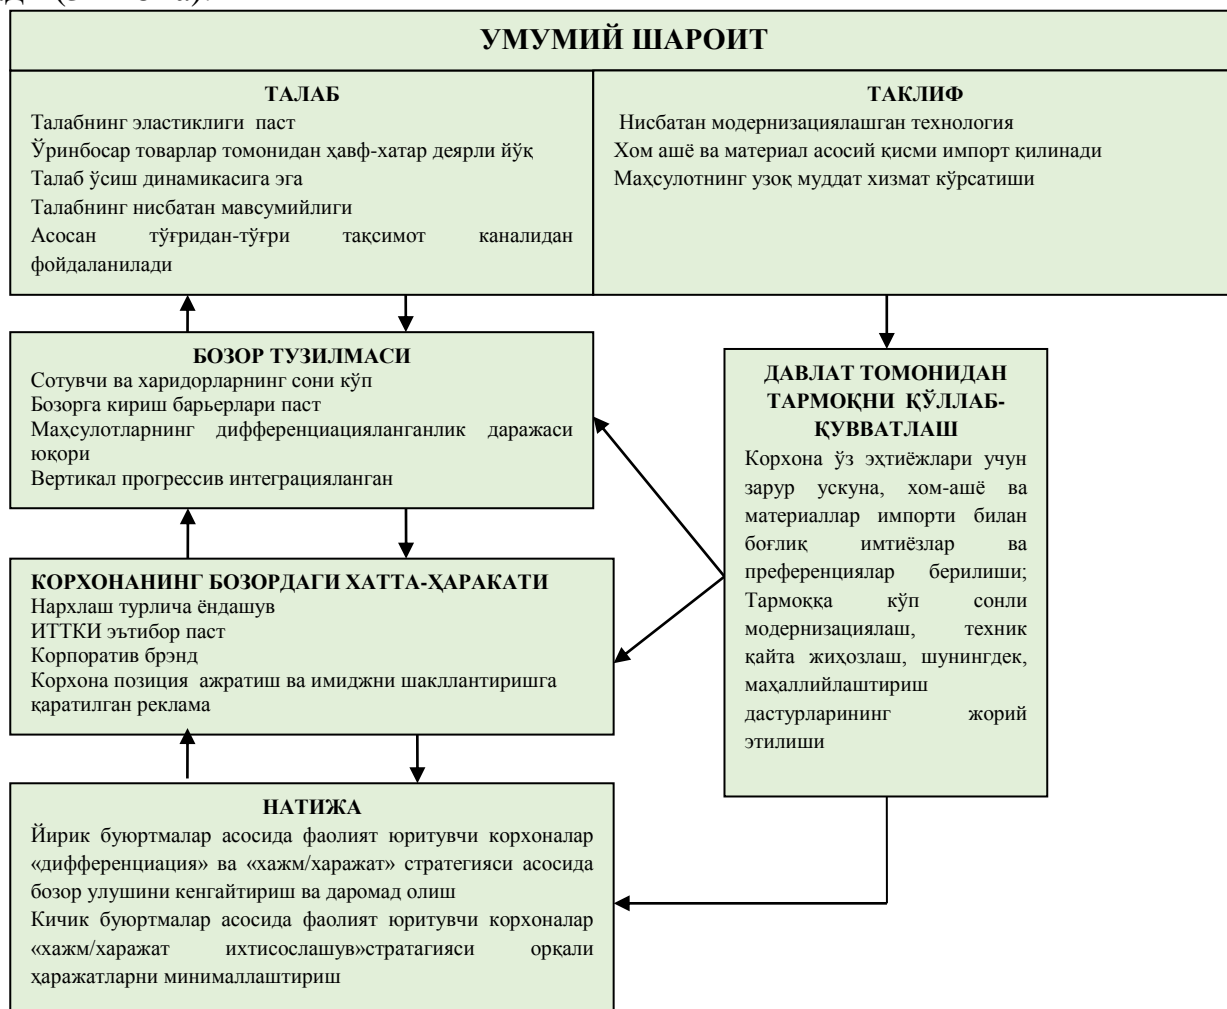 УМУМИЙ ШАРОИТ
ТАЛАБ
Талабнинг эластиклиги паст
Ўринбосар товарлар томонидан ҳавф-хатар деярли йўқ
Талаб ўсиш динамикасига эга
Талабнинг нисбатан мавсумийлиги
Асосан тўғридан-тўғри тақсимот каналидан
фойдаланилади
ТАКЛИФ
Нисбатан модернизациялашган технология
Хом ашё ва материал асосий қисми импорт қилинади
Маҳсулотнинг узоқ муддат хизмат кўрсатиши
БОЗОР ТУЗИЛМАСИ
Сотувчи ва харидорларнинг сони кўп
Бозорга кириш барьерлари паст
Маҳсулотларнинг дифференциацияланганлик даражаси
юқори
Вертикал прогрессив интеграцияланган
ДАВЛАТ ТОМОНИДАН
ТАРМОҚНИ ҚЎЛЛАБ-
ҚУВВАТЛАШ
Корхона ўз эҳтиёжлари учун
зарур ускуна, хом-ашё ва
материаллар импорти билан
боғлиқ имтиёзлар ва
преференциялар берилиши;
Тармоққа кўп сонли
модернизациялаш, техник
қайта жиҳозлаш, шунингдек,
маҳаллийлаштириш
дастурларининг жорий
этилиши
КОРХОНАНИНГ БОЗОРДАГИ ХАТТА-ҲАРАКАТИ
Нархлаш турлича ёндашув
ИТТКИ эътибор паст
Корпоратив брэнд
Корхона позиция ажратиш ва имиджни шакллантиришга
қаратилган реклама
НАТИЖА
Йирик буюртмалар асосида фаолият юритувчи корхоналар
«дифференциация» ва «хажм/харажат» стратегияси асосида
бозор улушини кенгайтириш ва даромад олиш
Кичик буюртмалар асосида фаолият юритувчи корхоналар
«хажм/харажат ихтисослашув»стратагияси орқали
ҳаражатларни минималлаштириш